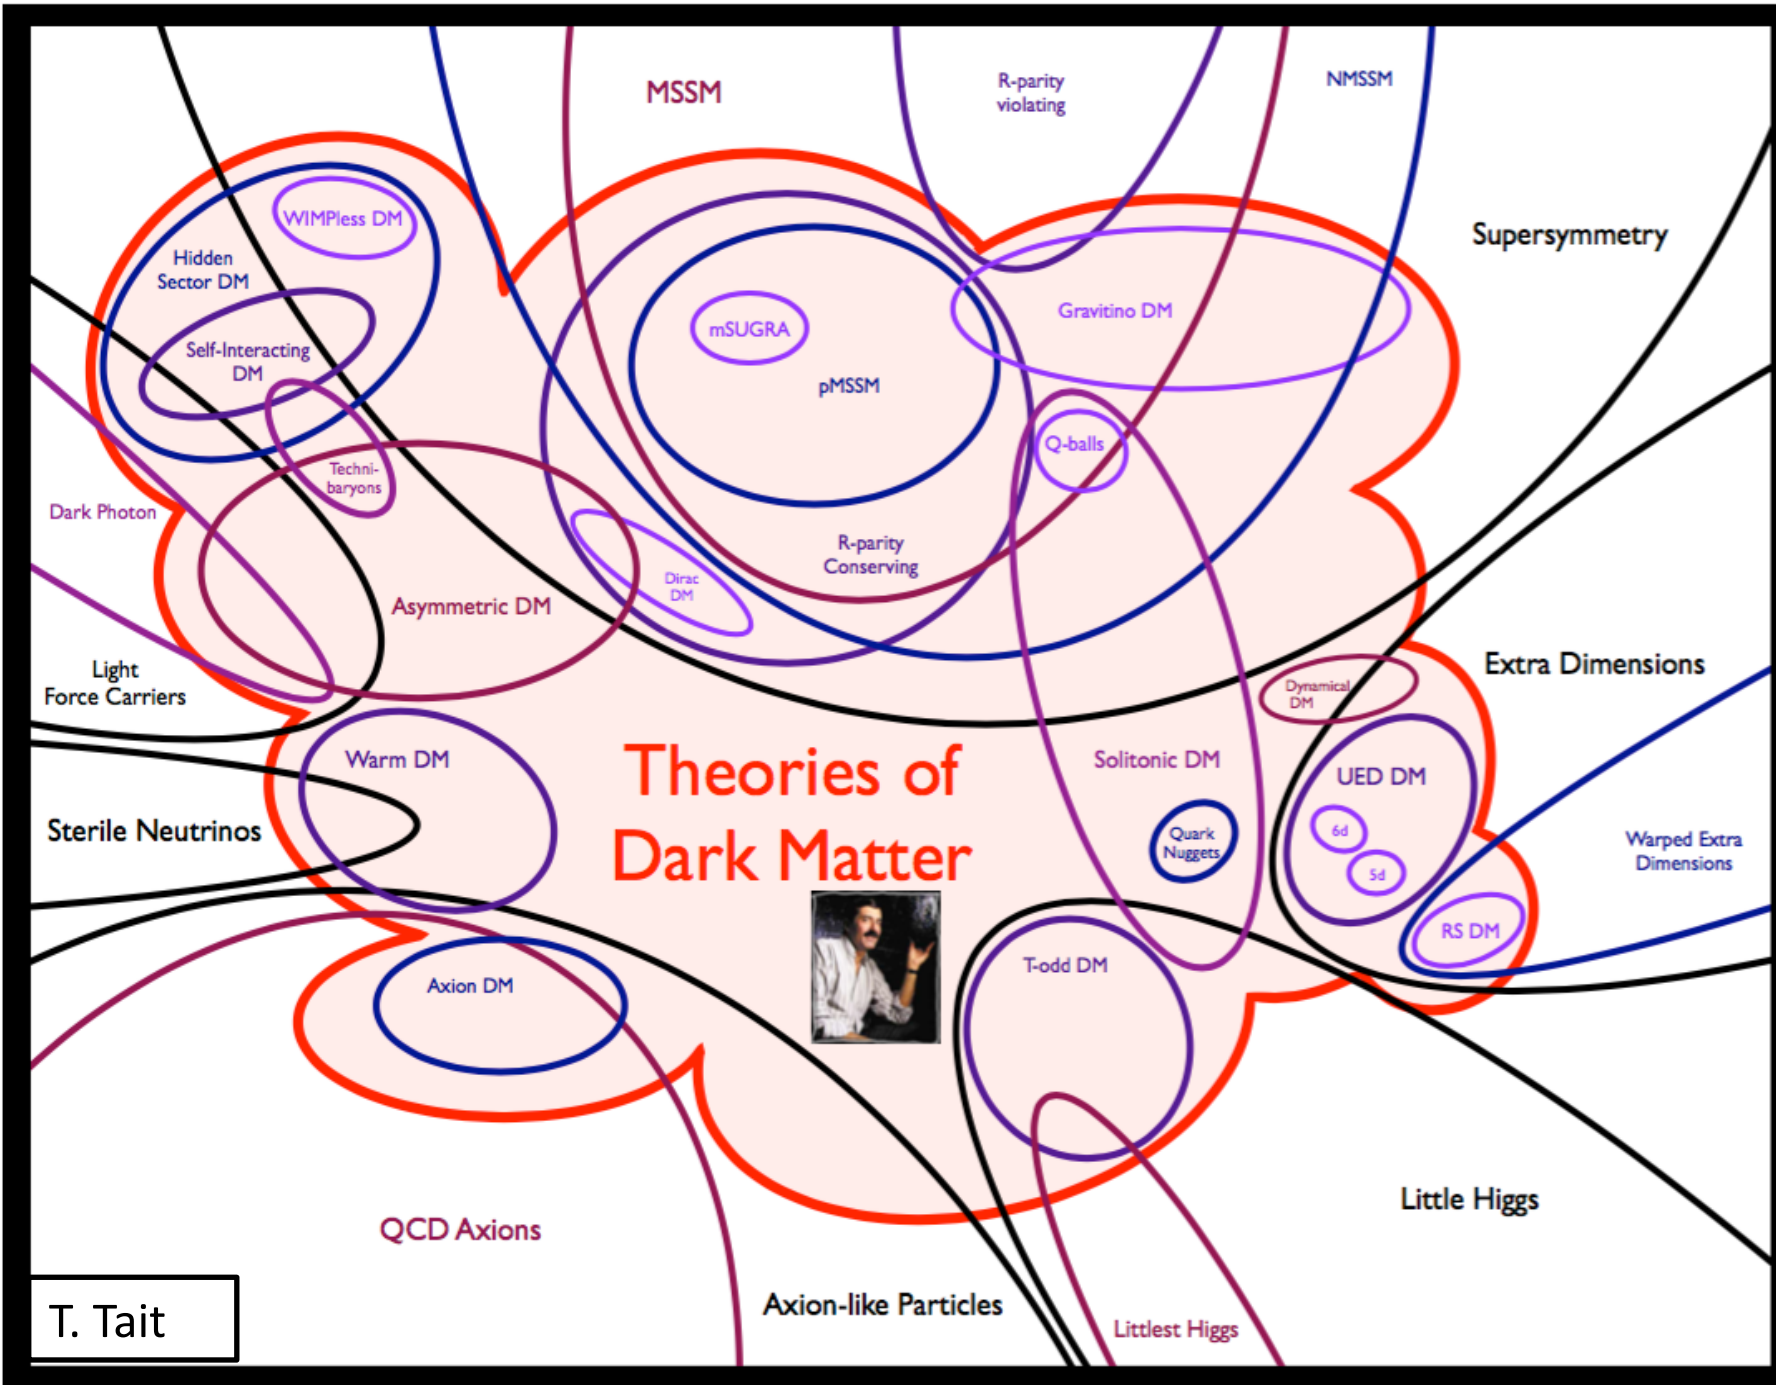 MSSM
R-parity
violating
NMSSM
WIMPless DM
Hidden
Sector DM
Supersymmetry
Gravitino DM
mSUGRA
Self-Interacting
DM
pMSSM
Q-balls
Techni-
baryons
Dark Photon
R-parity
Conserving
Dirac
DM
Asymmetric DM
Light
Force Carriers
Extra Dimensions
Dynamical
DM
Warm DM
Theories of
Dark Matter
Solitonic DM
UED DM
6d
5d
Sterile Neutrinos
Quark
Nuggets
Warped Extra
Dimensions
RS DM
Axion DM
T-odd DM
Little Higgs
QCD Axions
Axion-like Particles
Littlest Higgs
T. Tait